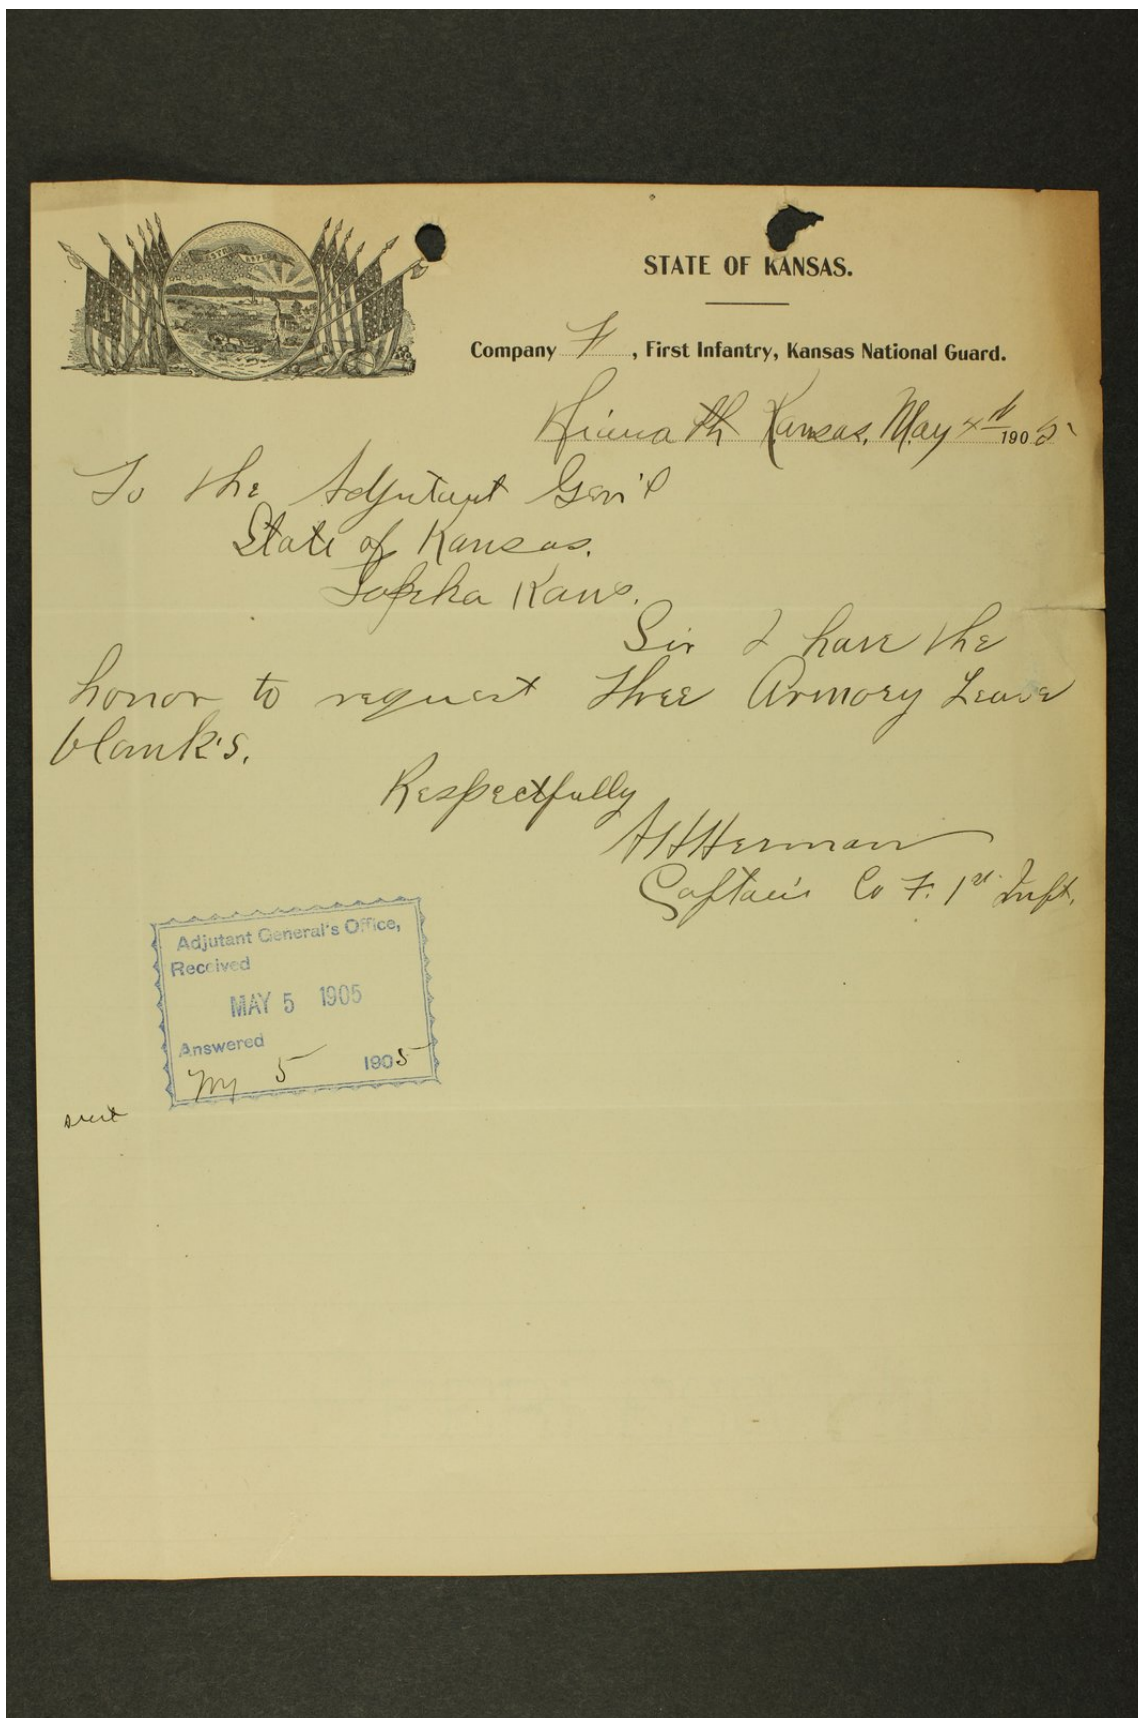 STATE OF KANSAS.
Company F, First Infantry, Kansas National Guard.
Hiawatha Kansas, May 4th 1905
To the Adjutant Gen'l
State of Kansas.
Topeka Kans.
Sir I have the
honor to request three Armory Lease
blank's.
Respectfully
A H Herman
Captain Co F. 1st Inft.
Adjutant General's Office,
Received
MAY 5 1905
Answered
My 5 1905
sent